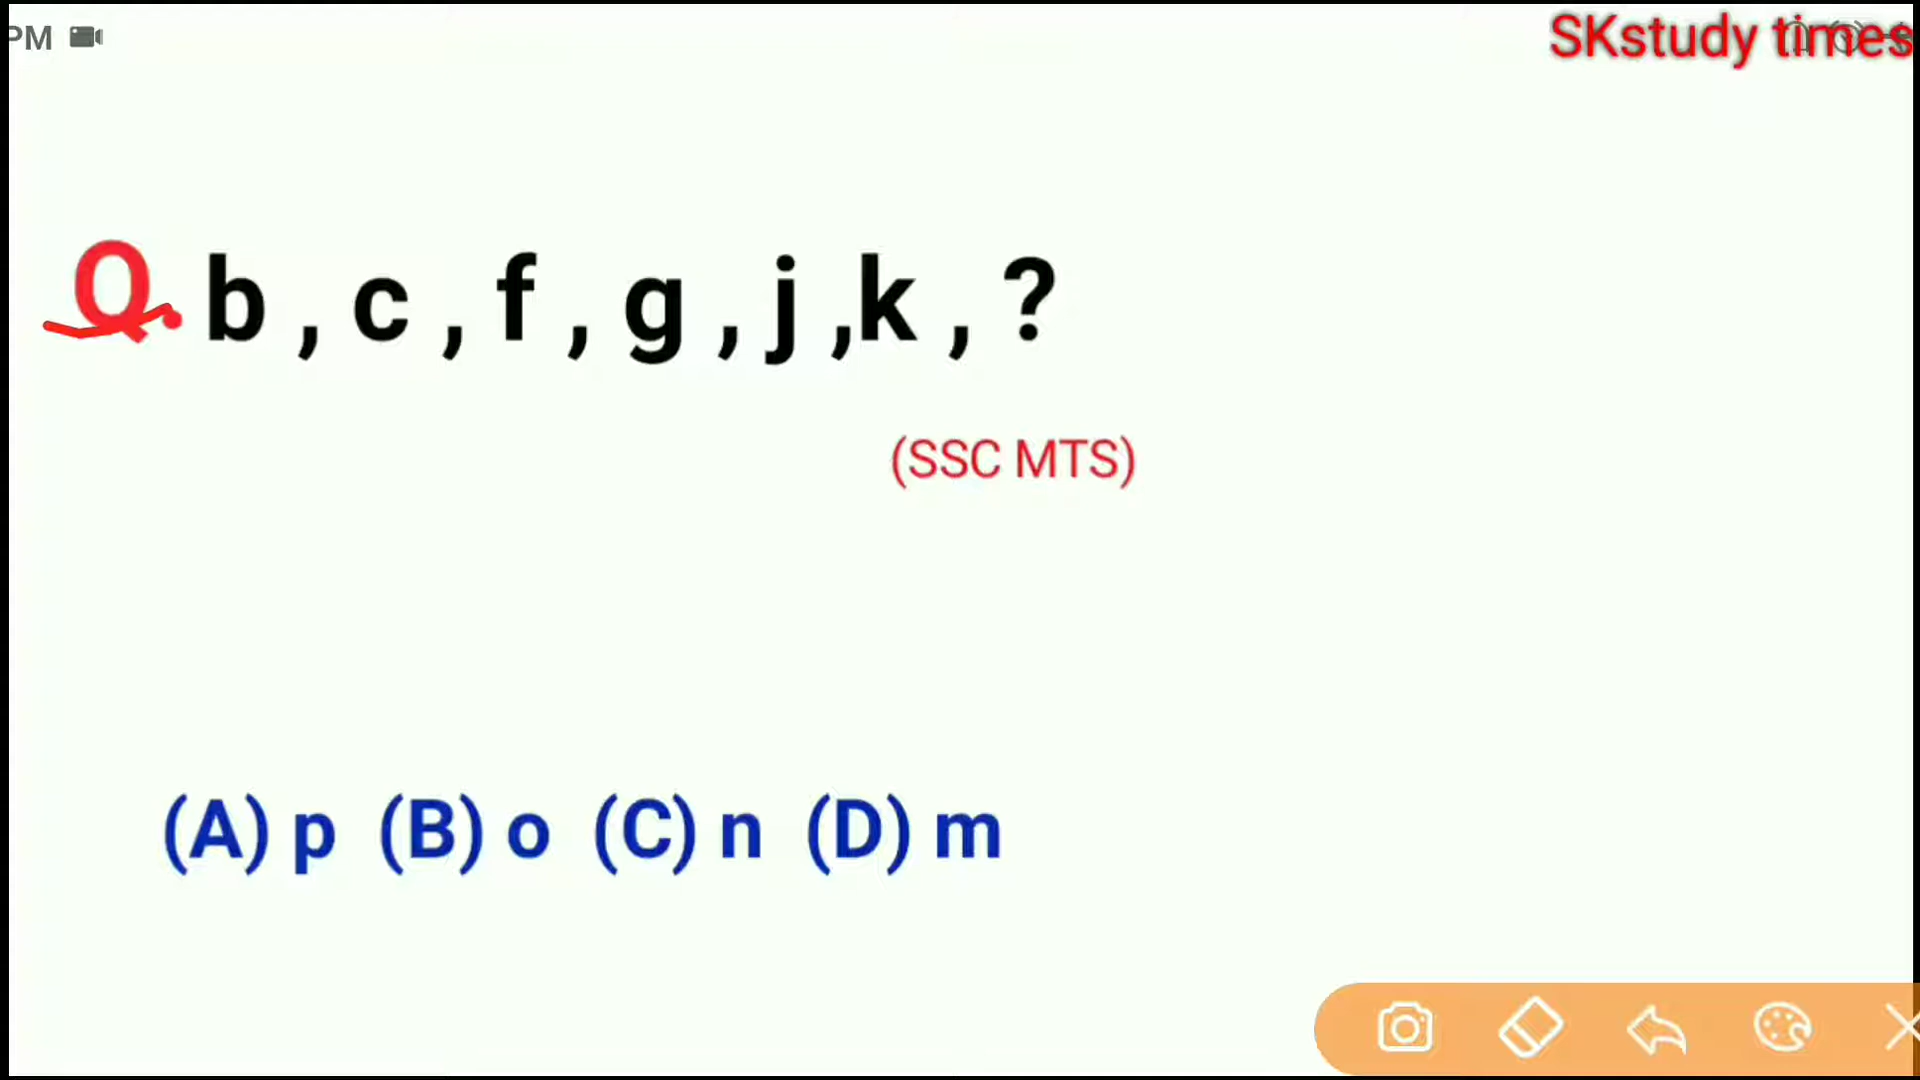 PM
SKstudy times
Q. b , c , f , g , j ,k , ?
(SSC MTS)
(A) p (B) o (C) n (D) m